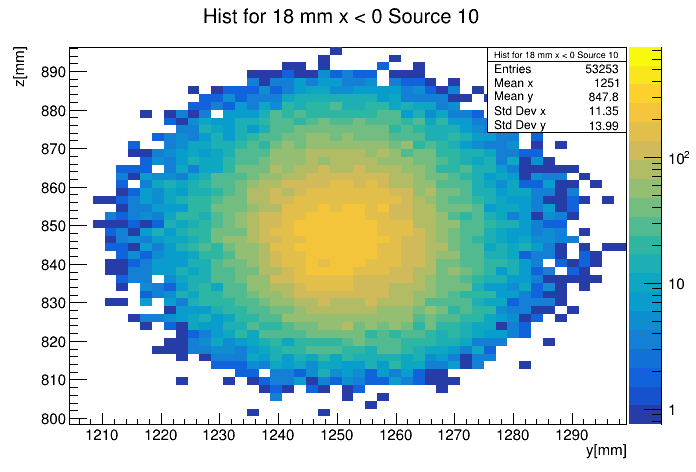 Hist for 18 mm x < 0 Source 10
z[mm]
Hist for 18 mm x < 0 Source 10
Entries 53253
Mean x 1251
Mean y 847.8
Std Dev x 11.35
Std Dev y 13.99
890
880
870
860
850
840
830
820
810
800
1210 1220 1230 1240 1250 1260 1270 1280 1290
y[mm]
10²
10
1